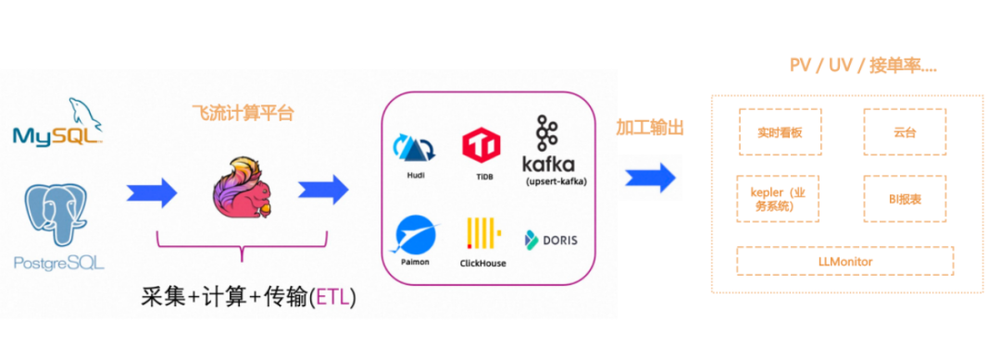 PV / UV / 接单率....
飞流计算平台
MySQL
PostgreSQL
采集+计算+传输(ETL)
Hudi
TiDB
kafka
(upsert-kafka)
Paimon
ClickHouse
DORIS
加工输出
实时看板
云台
kepler（业
务系统）
BI报表
LLMonitor